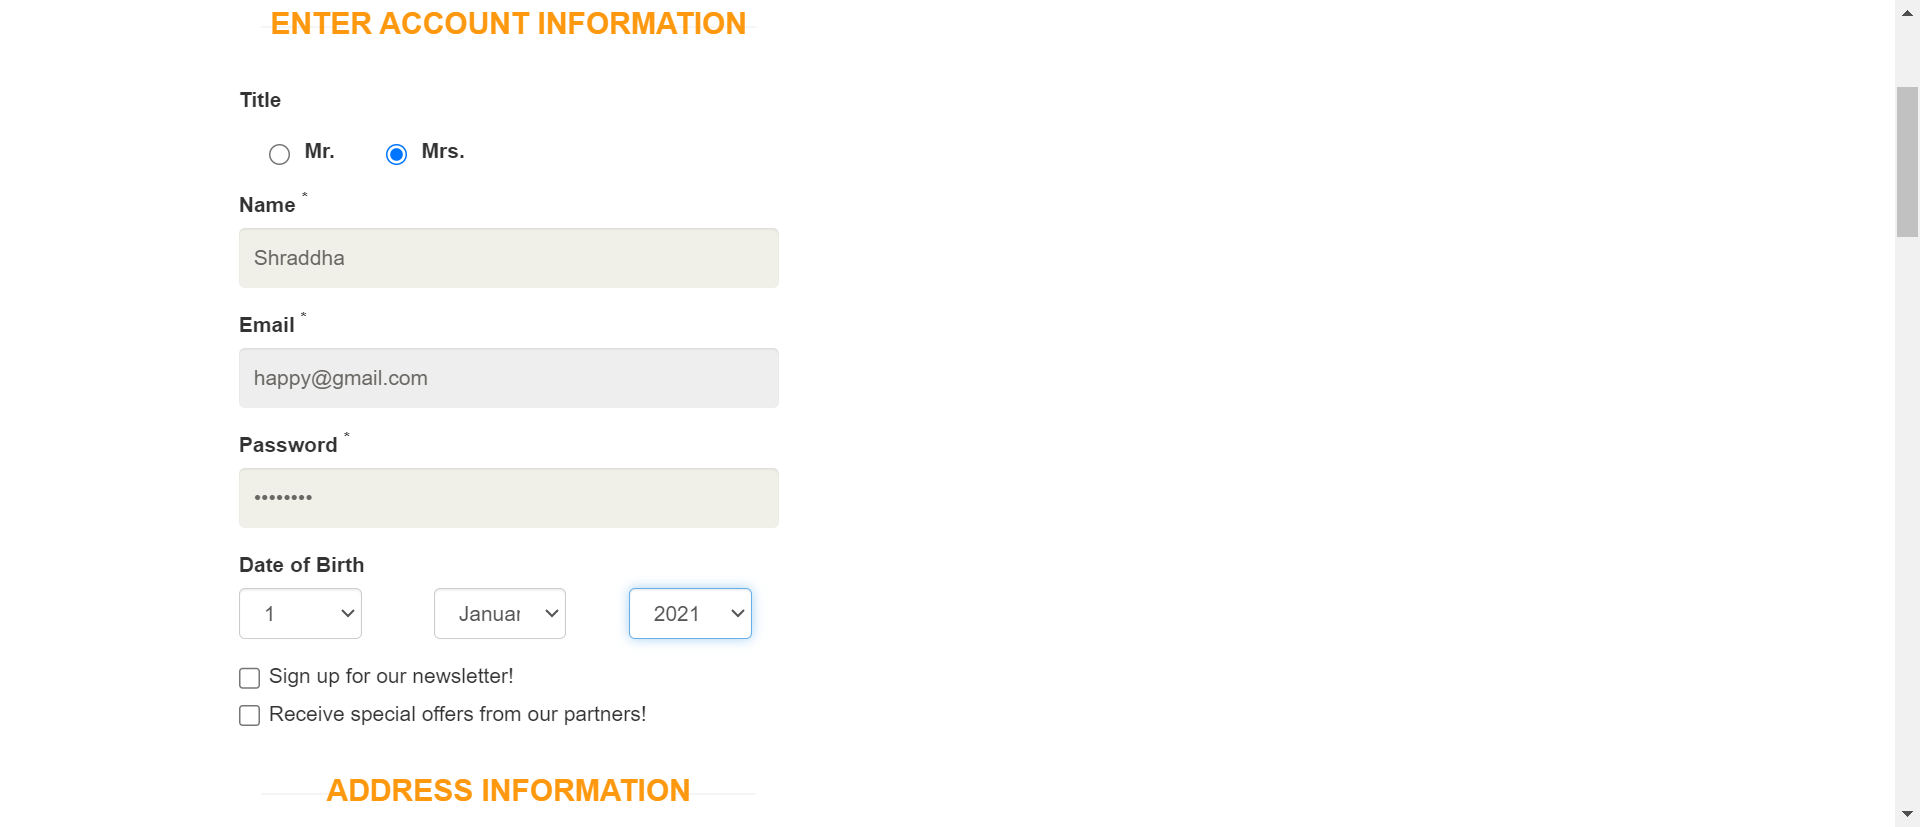 ENTER ACCOUNT INFORMATION
Title
Mr. Mrs.
Name *
Shraddha
Email *
happy@gmail.com
Password *
••••••••
Date of Birth
1 Januar 2021
Sign up for our newsletter!
Receive special offers from our partners!
ADDRESS INFORMATION